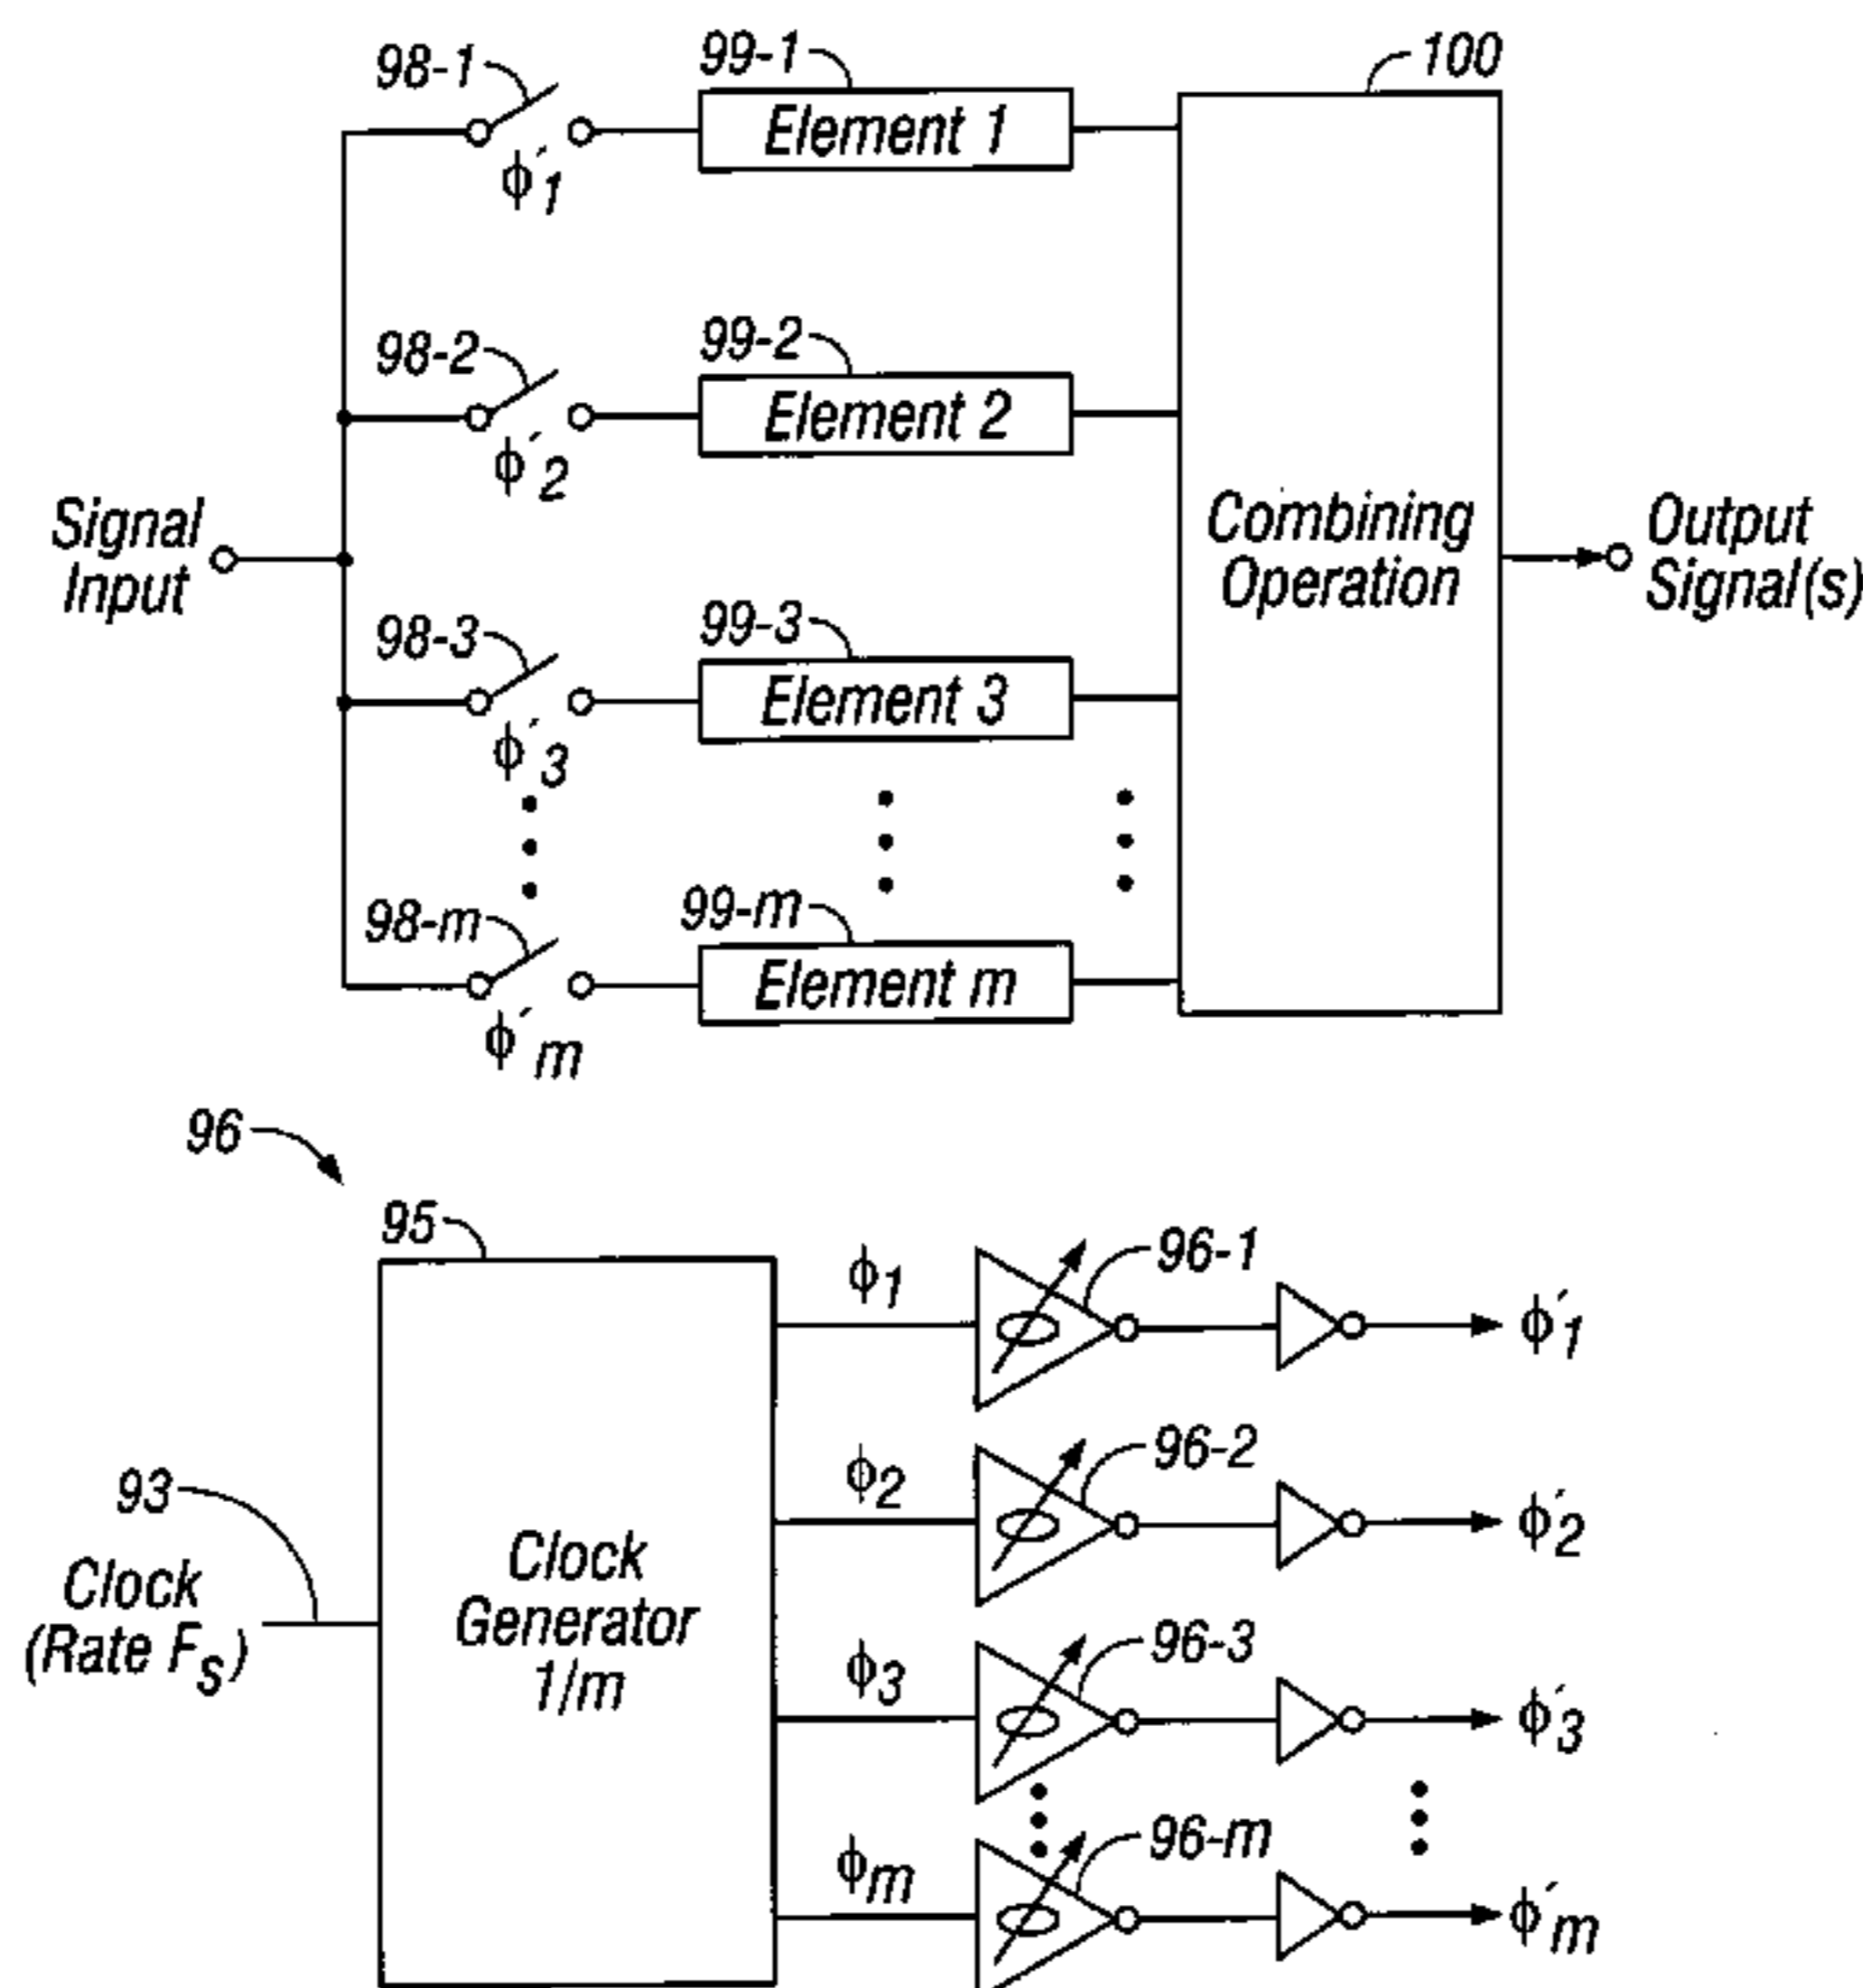 98-1
99-1
100
Element 1
ϕ′1
98-2
99-2
Element 2
ϕ′2
Signal
Input
Combining
Operation
Output
Signal(s)
98-3
99-3
Element 3
ϕ′3
98-m
99-m
Element m
ϕ′m
96
95
ϕ1
96-1
ϕ′1
93
Clock
(Rate FS)
Clock
Generator
1/m
ϕ2
96-2
ϕ′2
ϕ3
96-3
ϕ′3
ϕm
96-m
ϕ′m